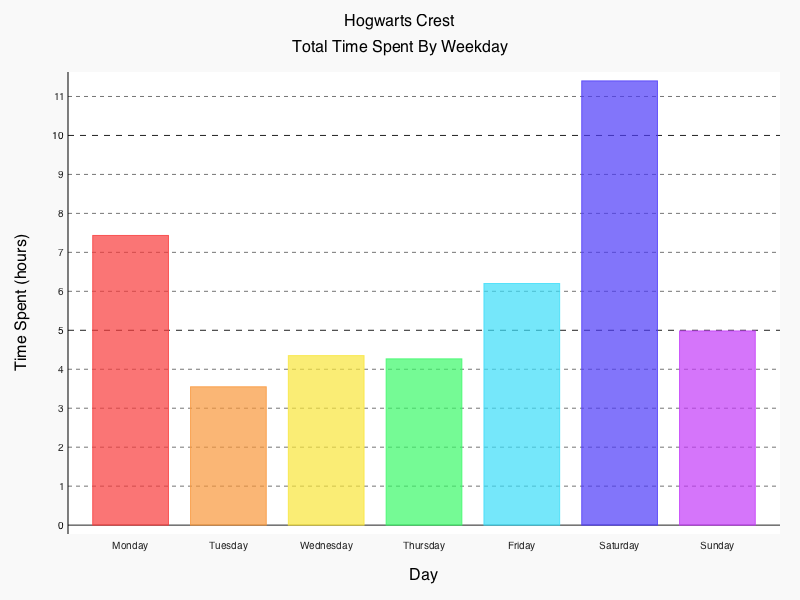 Hogwarts Crest
Total Time Spent By Weekday
Time Spent (hours)
11
10
9
8
7
6
5
4
3
2
1
0
Monday Tuesday Wednesday Thursday Friday Saturday Sunday
Day